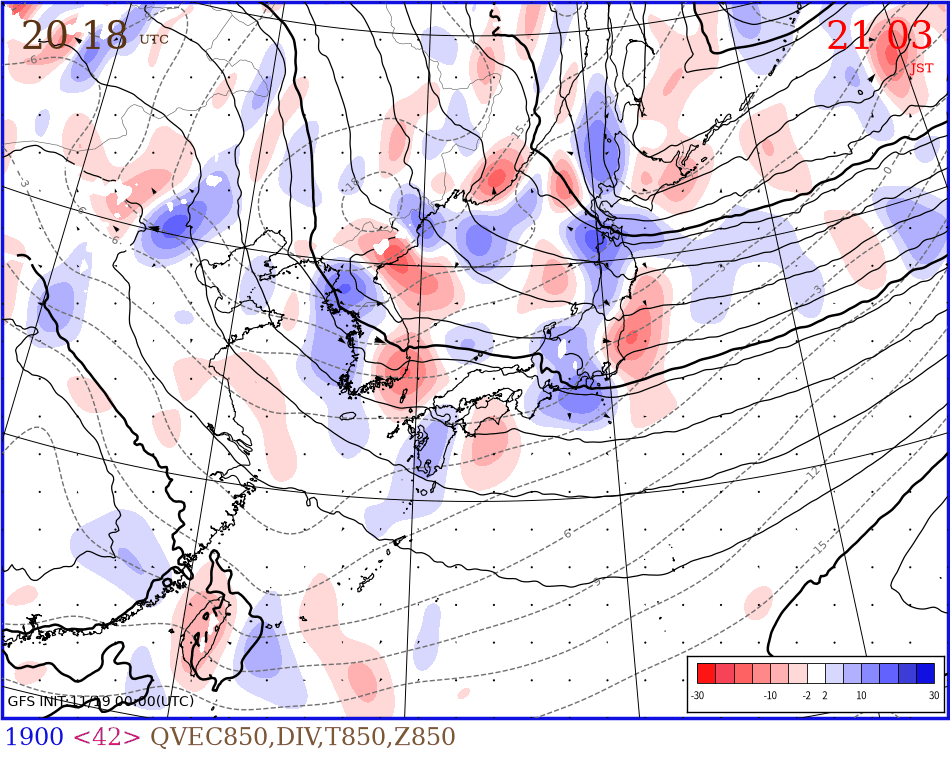 20 18 UTC
21 03 JST
GFS INIT:11/19 00:00(UTC)
-30 -10 -2 2 10 30
1900 <42> QVEC850,DIV,T850,Z850